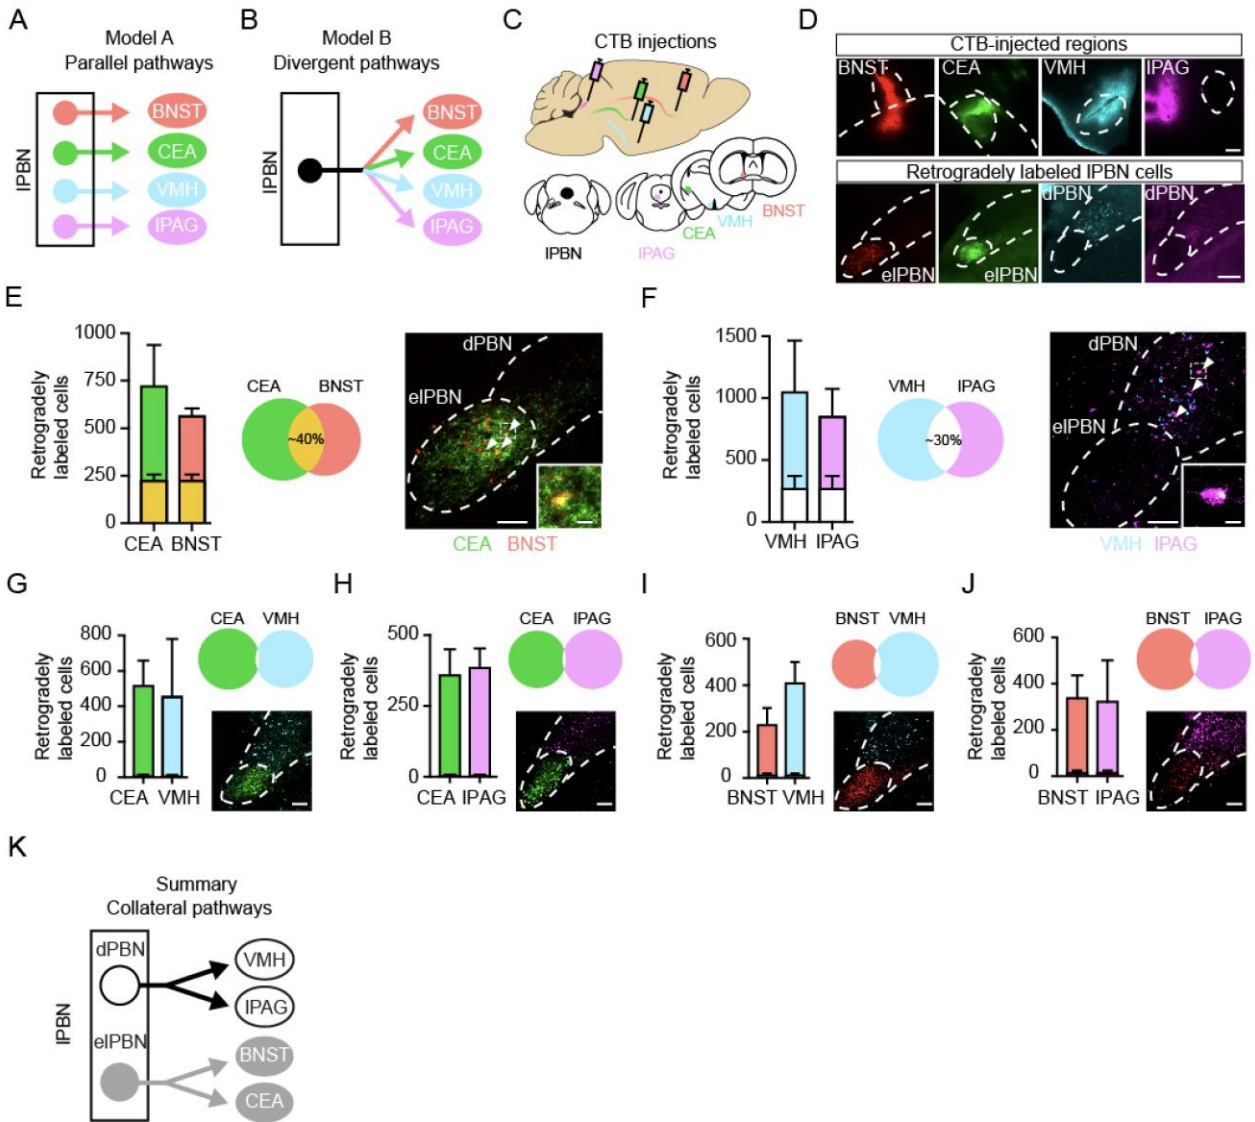 A
Model A
Parallel pathways
lPBN
BNST
CEA
VMH
lPAG
B
Model B
Divergent pathways
lPBN
BNST
CEA
VMH
lPAG
C
CTB injections
lPBN
lPAG
CEA
VMH
BNST
D
CTB-injected regions
BNST
CEA
VMH
lPAG
Retrogradely labeled lPBN cells
elPBN
elPBN
dPBN
dPBN
E
Retrogradely
labeled cells
1000
750
500
250
0
CEA BNST
CEA
BNST
~40%
dPBN
elPBN
CEA BNST
F
Retrogradely
labeled cells
1500
1000
500
0
VMH lPAG
VMH
lPAG
~30%
dPBN
elPBN
VMH lPAG
G
Retrogradely
labeled cells
800
600
400
200
0
CEA VMH
CEA VMH
H
Retrogradely
labeled cells
500
250
0
CEA lPAG
CEA lPAG
I
Retrogradely
labeled cells
600
400
200
0
BNST VMH
BNST VMH
J
Retrogradely
labeled cells
600
400
200
0
BNST lPAG
BNST lPAG
K
Summary
Collateral pathways
lPBN
dPBN
VMH
lPAG
elPBN
BNST
CEA